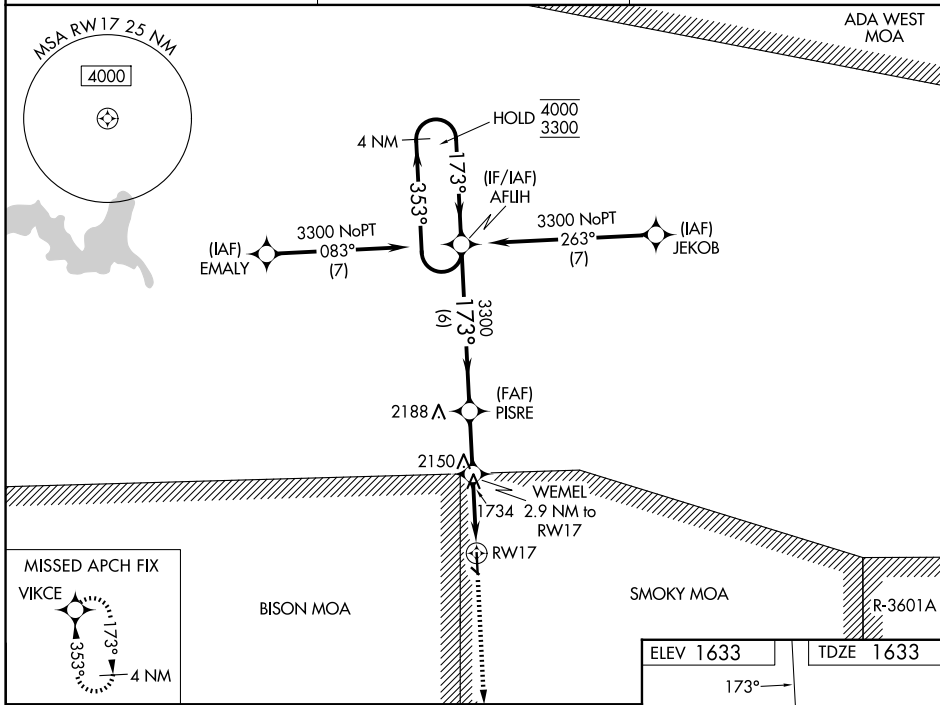 MSA RW17 25 NM
4000
ADA WEST
MOA
HOLD
4000
3300
4 NM
173°
353°
(IF/IAF)
AFLIH
(IAF)
EMALY
3300 NoPT
083°
(7)
3300 NoPT
263°
(7)
(IAF)
JEKOB
3300
173°
(6)
(FAF)
PISRE
2188
2150
WEMEL
2.9 NM to
RW17
1734
RW17
MISSED APCH FIX
VIKCE
173°
353°
4 NM
BISON MOA
SMOKY MOA
R-3601A
ELEV 1633
TDZE 1633
173°